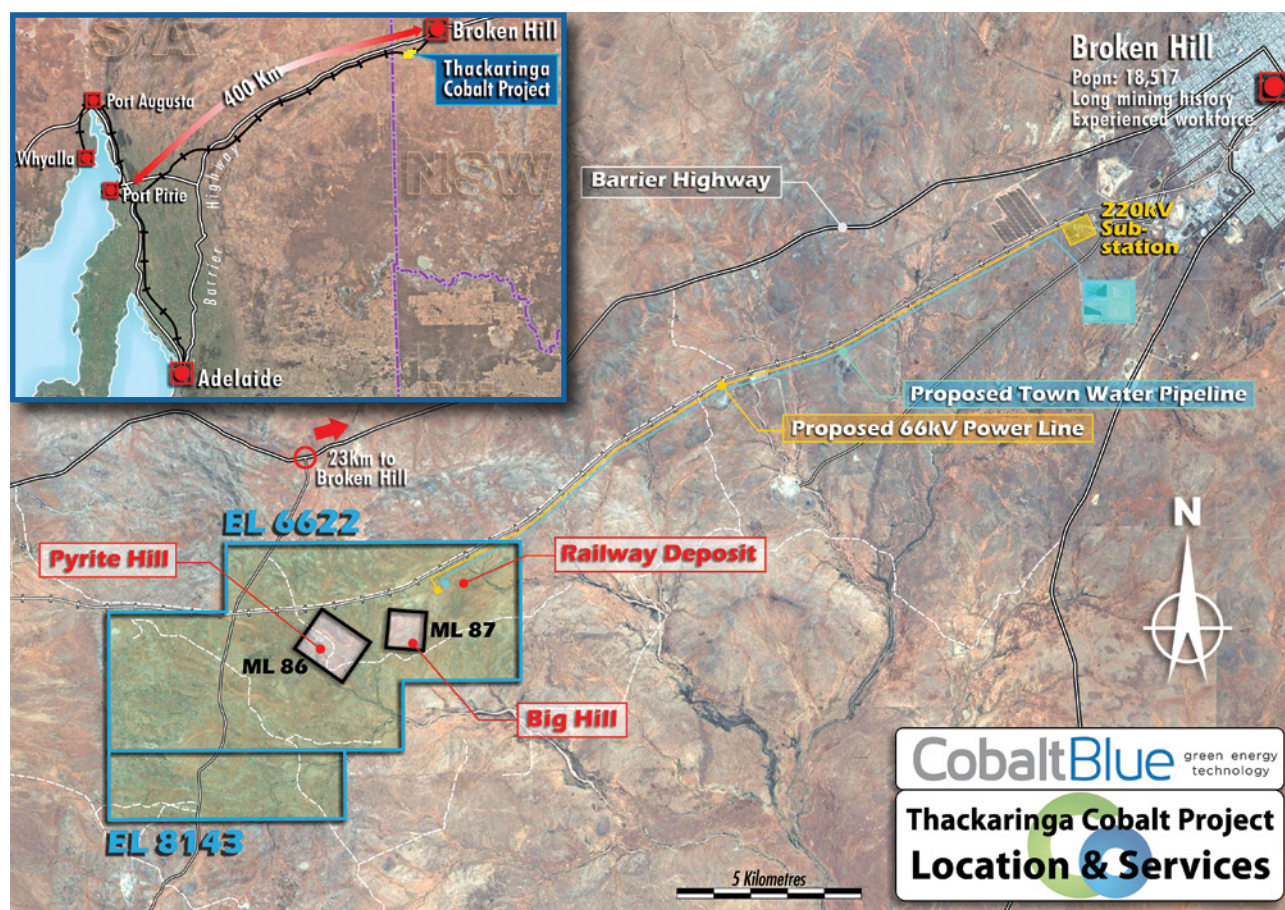 SA
Broken Hill
Thackaringa
Cobalt Project
400 Km
Port Augusta
Whyalla
Port Pirie
NSW
Barrier Highway
Adelaide
Broken Hill
Popn: 18,517
Long mining history
Experienced workforce
Barrier Highway
220kV
Sub-
station
Proposed Town Water Pipeline
Proposed 66kV Power Line
23Km to
Broken Hill
EL 6622
Pyrite Hill
Railway Deposit
ML 87
ML 86
Big Hill
EL 8143
N
5 Kilometres
CobaltBlue
green energy
technology
Thackaringa Cobalt Project
Location & Services